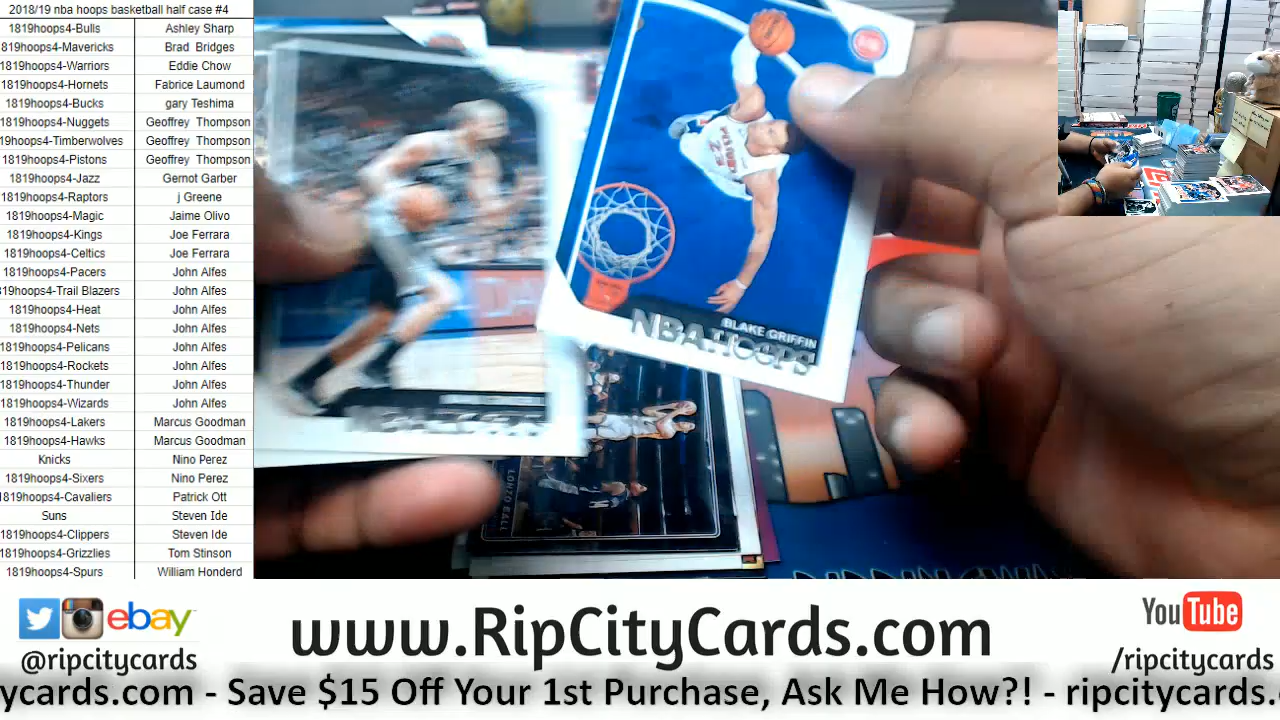 2018/19 nba hoops basketball half case #4
1819hoops4-Bulls Ashley Sharp
819hoops4-Mavericks Brad Bridges
1819hoops4-Warriors Eddie Chow
1819hoops4-Hornets Fabrice Laumond
1819hoops4-Bucks gary Teshima
1819hoops4-Nuggets Geoffrey Thompson
19hoops4-Timberwolves Geoffrey Thompson
1819hoops4-Pistons Geoffrey Thompson
1819hoops4-Jazz Gernot Garber
1819hoops4-Raptors j Greene
1819hoops4-Magic Jaime Olivo
1819hoops4-Kings Joe Ferrara
1819hoops4-Celtics Joe Ferrara
1819hoops4-Pacers John Alfes
819hoops4-Trail Blazers John Alfes
1819hoops4-Heat John Alfes
1819hoops4-Nets John Alfes
1819hoops4-Pelicans John Alfes
1819hoops4-Rockets John Alfes
1819hoops4-Thunder John Alfes
1819hoops4-Wizards John Alfes
1819hoops4-Lakers Marcus Goodman
1819hoops4-Hawks Marcus Goodman
Knicks Nino Perez
1819hoops4-Sixers Nino Perez
1819hoops4-Cavaliers Patrick Ott
Suns Steven Ide
1819hoops4-Clippers Steven Ide
1819hoops4-Grizzlies Tom Stinson
1819hoops4-Spurs William Honderd
BLAKE GRIFFIN
NBA HOOPS
LONZO BALL
ebay
@ripcitycards
www.RipCityCards.com
YouTube
/ripcitycards
ycards.com - Save $15 Off Your 1st Purchase, Ask Me How?! - ripcitycards.